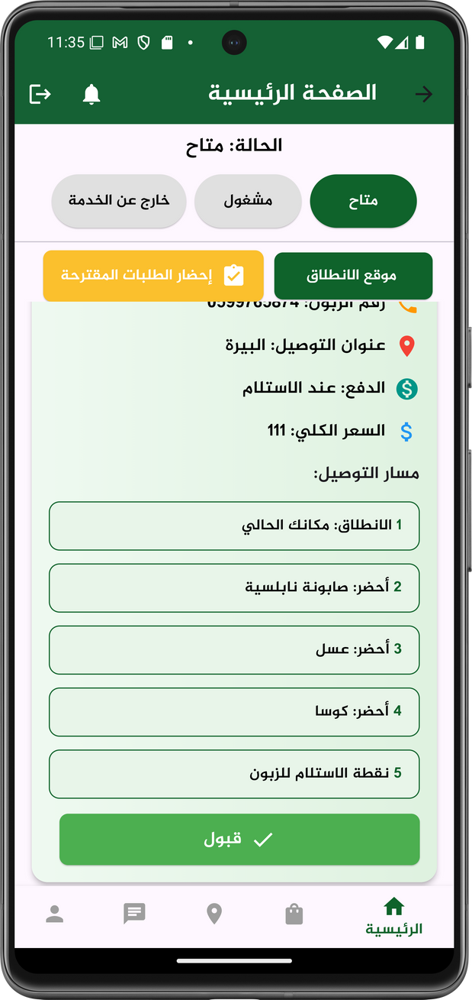 11:35
الصفحة الرئيسية
الحالة: متاح
متاح
مشغول
خارج عن الخدمة
موقع الانطلاق
إحضار الطلبات المقترحة
رقم الزبون: 0599765874
عنوان التوصيل: البيرة
الدفع: عند الاستلام
السعر الكلي: 111
مسار التوصيل:
1 الانطلاق: مكانك الحالي
2 أحضر: صابونة نابلسية
3 أحضر: عسل
4 أحضر: كوسا
5 نقطة الاستلام للزبون
قبول
الرئيسية